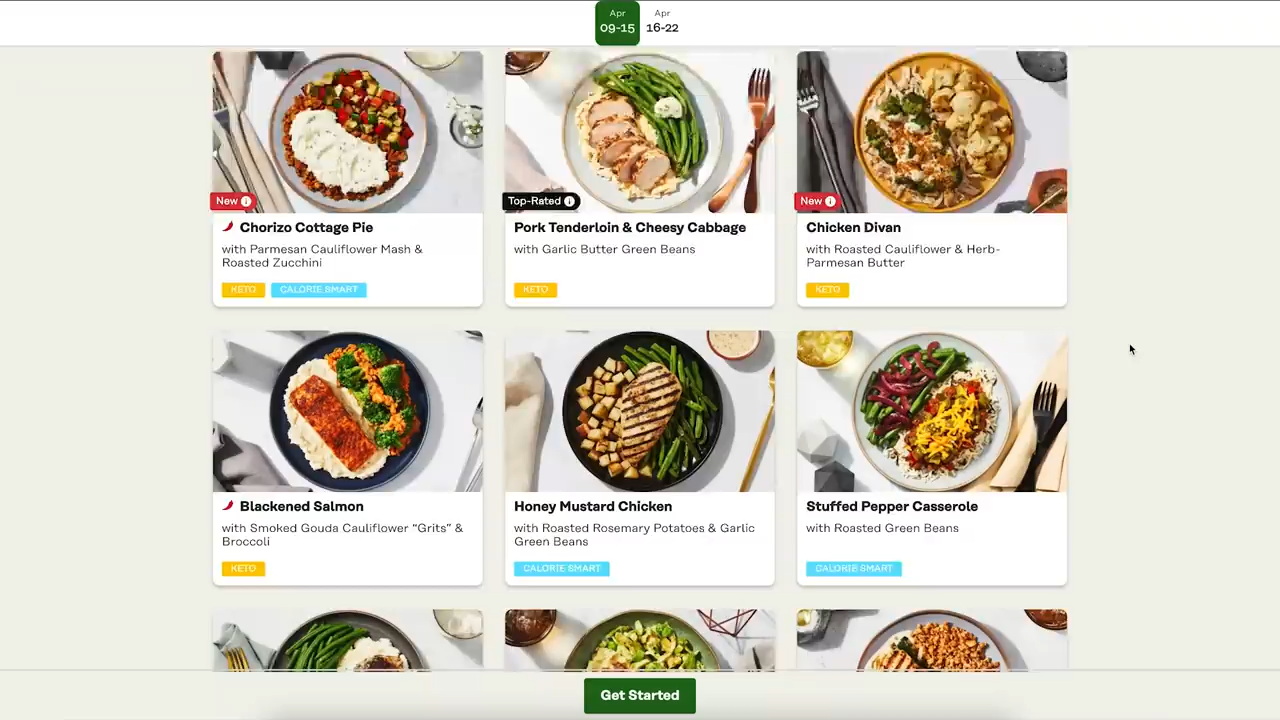 Apr
09-15
Apr
16-22
New
Chorizo Cottage Pie
with Parmesan Cauliflower Mash &
Roasted Zucchini
KETO
CALORIE SMART
Top-Rated
Pork Tenderloin & Cheesy Cabbage
with Garlic Butter Green Beans
KETO
New
Chicken Divan
with Roasted Cauliflower & Herb-
Parmesan Butter
KETO
Blackened Salmon
with Smoked Gouda Cauliflower “Grits” &
Broccoli
KETO
Honey Mustard Chicken
with Roasted Rosemary Potatoes & Garlic
Green Beans
CALORIE SMART
Stuffed Pepper Casserole
with Roasted Green Beans
CALORIE SMART
Get Started